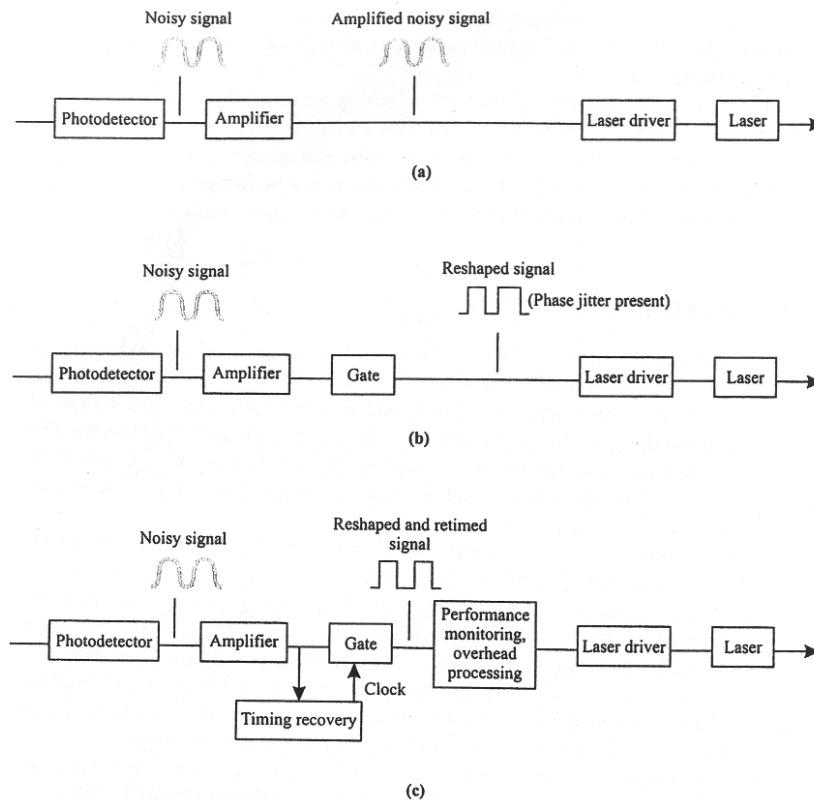 Noisy signal
Amplified noisy signal
Photodetector
Amplifier
Laser driver
Laser
(a)
Noisy signal
Reshaped signal
(Phase jitter present)
Photodetector
Amplifier
Gate
Laser driver
Laser
(b)
Noisy signal
Reshaped and retimed
signal
Photodetector
Amplifier
Gate
Performance
monitoring,
overhead
processing
Laser driver
Laser
Clock
Timing recovery
(c)